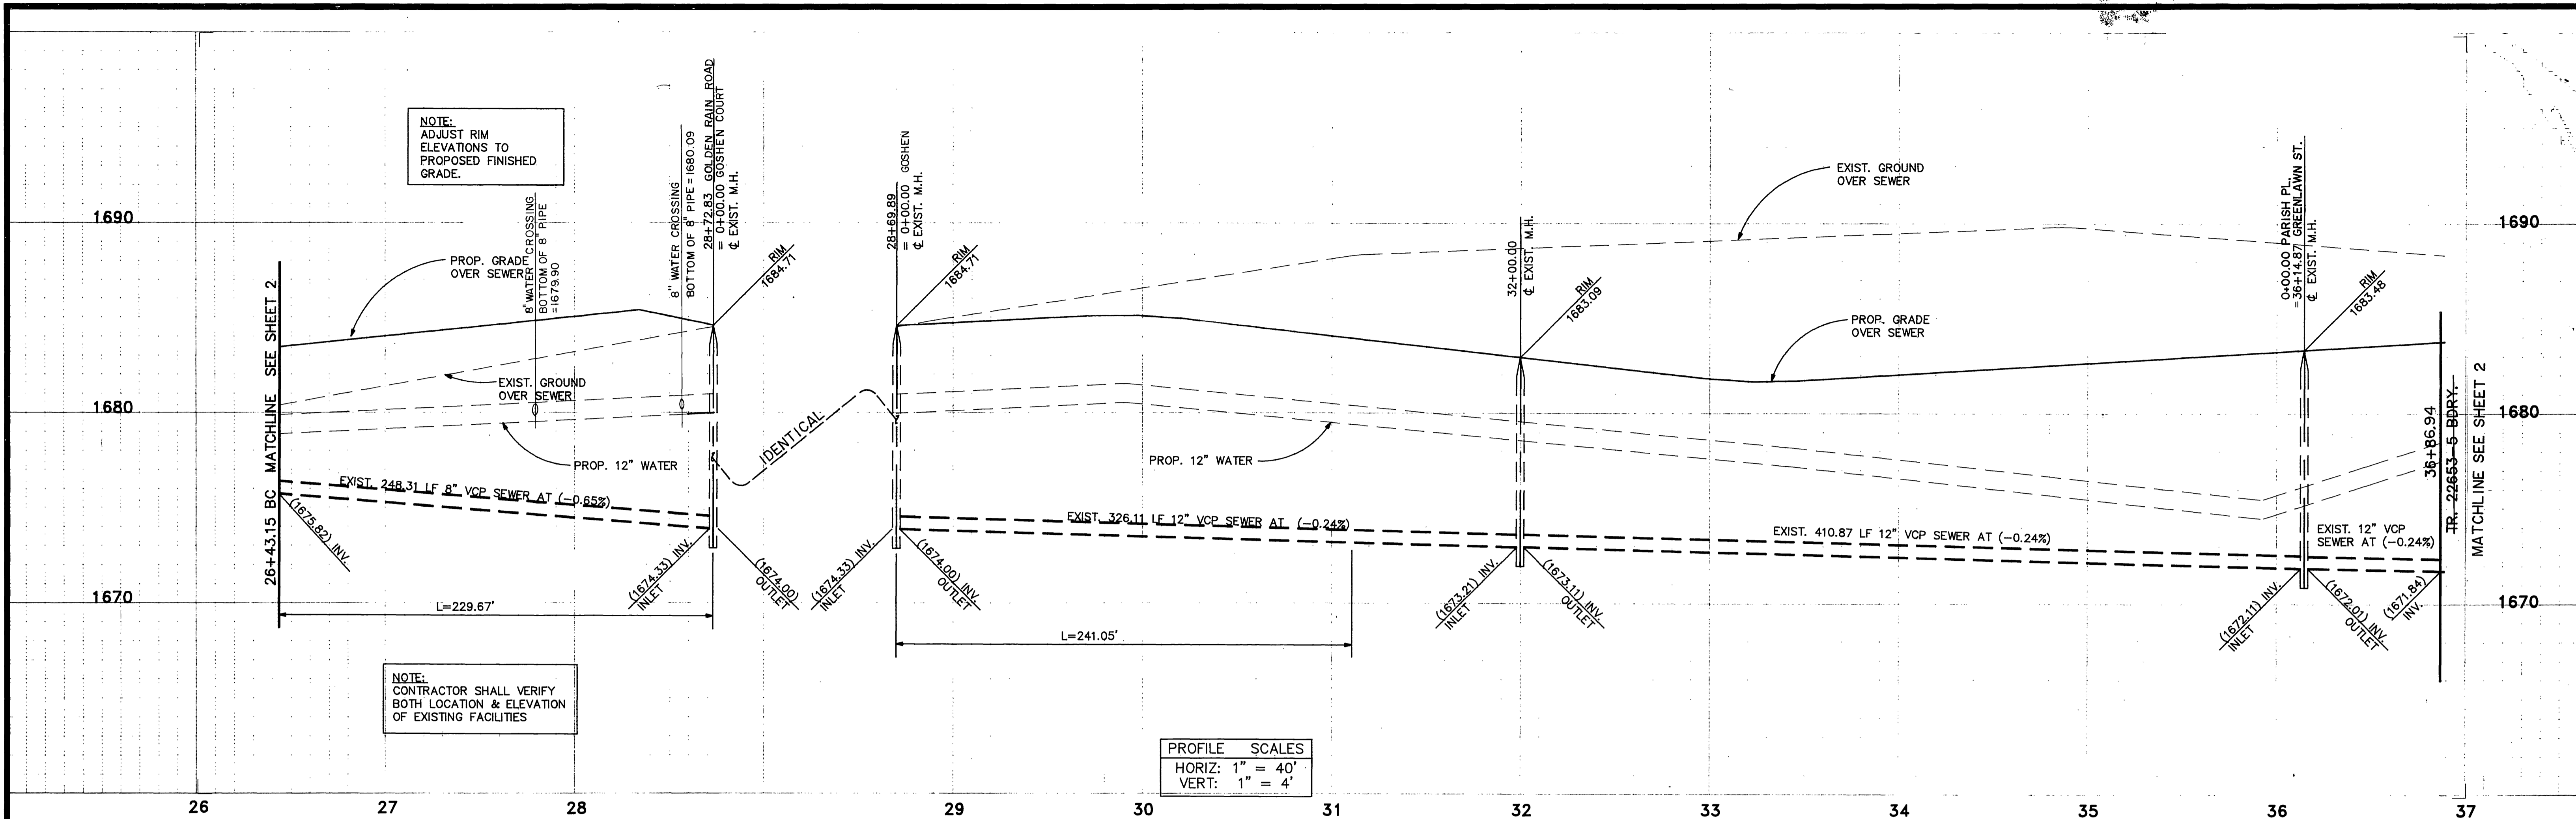 NOTE:
ADJUST RIM
ELEVATIONS TO
PROPOSED FINISHED
GRADE.
8" WATER CROSSING
BOTTOM OF 8" PIPE
=1679.90
8" WATER CROSSING
BOTTOM OF 8" PIPE = 1680.09
28+72.83 GOLDEN RAIN ROAD
= 0+00.00 GOSHEN COURT
℄ EXIST. M.H.
RIM
1684.71
28+69.89
= 0+00.00 GOSHEN
℄ EXIST. M.H.
RIM
1684.71
EXIST. GROUND
OVER SEWER
32+00.00
℄ EXIST. M.H.
RIM
1683.09
0+00.00 PARISH PL.
=36+14.87 GREENLAWN ST.
℄ EXIST. M.H.
RIM
1683.48
1690
1690
PROP. GRADE
OVER SEWER
PROP. GRADE
OVER SEWER
26+43.15 BC MATCHLINE SEE SHEET 2
EXIST. GROUND
OVER SEWER
1680
1680
IDENTICAL
PROP. 12" WATER
PROP. 12" WATER
36+86.94
TR. 22653-5 BDRY.
MATCHLINE SEE SHEET 2
EXIST. 248.31 LF 8" VCP SEWER AT (-0.65%)
EXIST. 326.11 LF 12" VCP SEWER AT (-0.24%)
EXIST. 410.87 LF 12" VCP SEWER AT (-0.24%)
EXIST. 12" VCP
SEWER AT (-0.24%)
(1675.82) INV.
(1674.33) INV.
INLET
(1674.00)
OUTLET
(1674.33) INV.
INLET
(1674.00) INV.
OUTLET
(1673.21) INV.
INLET
(1673.11) INV.
OUTLET
(1672.11) INV.
INLET
(1672.01) INV.
OUTLET
(1671.84)
INV.
1670
1670
L=229.67'
L=241.05'
NOTE:
CONTRACTOR SHALL VERIFY
BOTH LOCATION & ELEVATION
OF EXISTING FACILITIES
PROFILE SCALES
HORIZ: 1" = 40'
VERT: 1" = 4'
26 27 28 29 30 31 32 33 34 35 36 37